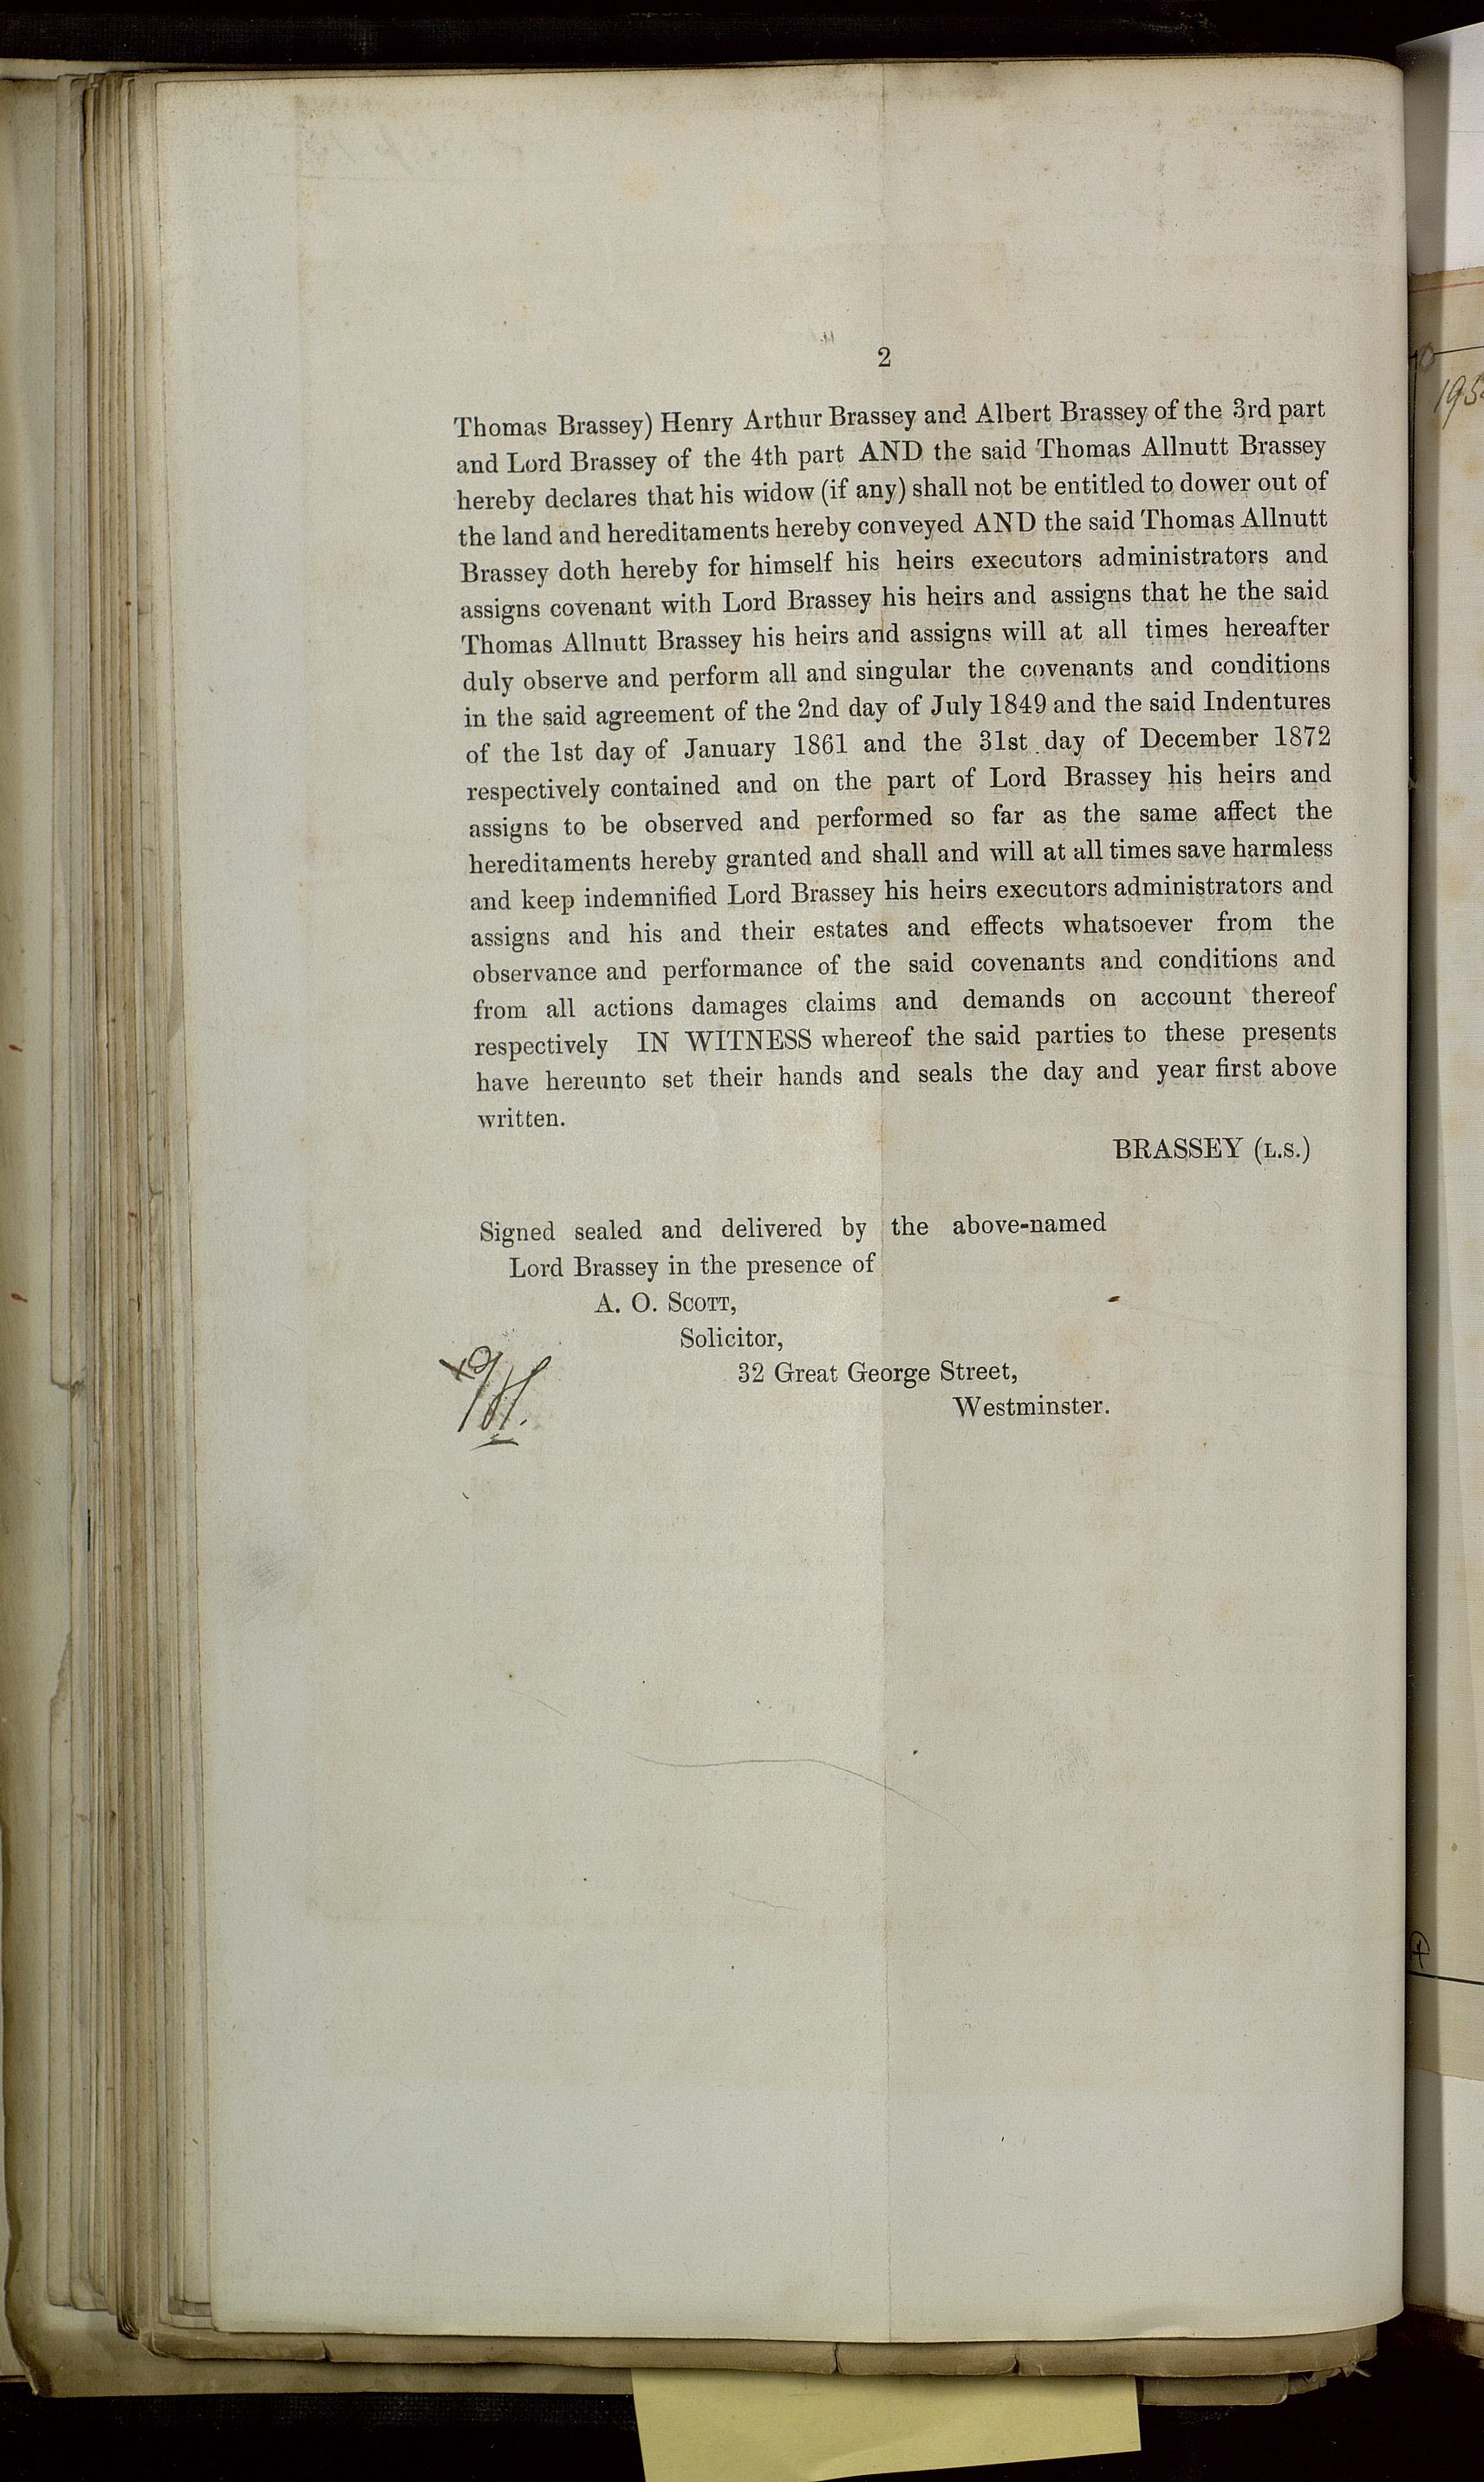 2
Thomas Brassey) Henry Arthur Brassey and Albert Brassey of the 3rd part
and Lord Brassey of the 4th part AND the said Thomas Allnutt Brassey
hereby declares that his widow (if any) shall not be entitled to dower out of
the land and hereditaments hereby conveyed AND the said Thomas Allnutt
Brassey doth hereby for himself his heirs executors administrators and
assigns covenant with Lord Brassey his heirs and assigns that he the said
Thomas Allnutt Brassey his heirs and assigns will at all times hereafter
duly observe and perform all and singular the covenants and conditions
in the said agreement of the 2nd day of July 1849 and the said Indentures
of the 1st day of January 1861 and the 31st day of December 1872
respectively contained and on the part of Lord Brassey his heirs and
assigns to be observed and performed so far as the same affect the
hereditaments hereby granted and shall and will at all times save harmless
and keep indemnified Lord Brassey his heirs executors administrators and
assigns and his and their estates and effects whatsoever from the
observance and performance of the said covenants and conditions and
from all actions damages claims and demands on account thereof
respectively IN WITNESS whereof the said parties to these presents
have hereunto set their hands and seals the day and year first above
written.
BRASSEY (L.S.)
Signed sealed and delivered by the above-named
Lord Brassey in the presence of
A. O. SCOTT,
Solicitor,
32 Great George Street,
Westminster.